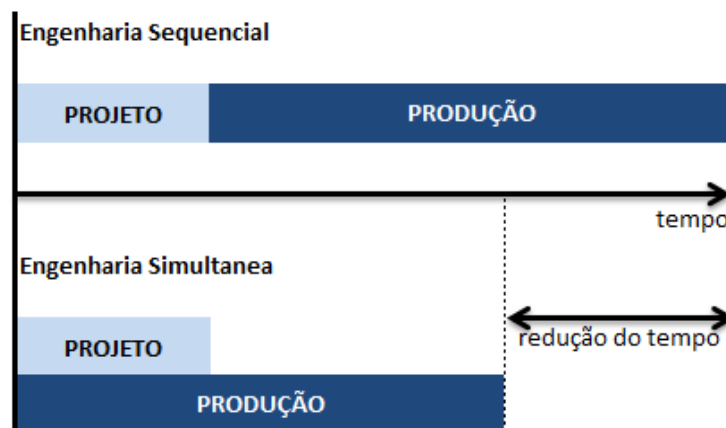 Engenharia Sequencial
PROJETO
PRODUÇÃO
tempo
Engenharia Simultanea
PROJETO
redução do tempo
PRODUÇÃO